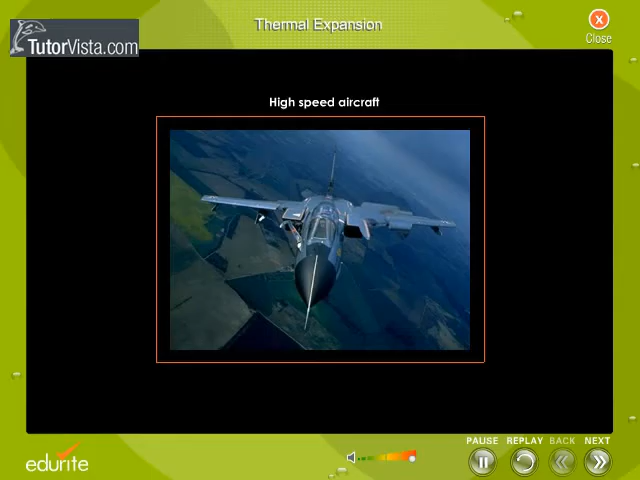 Thermal Expansion
TutorVista.com
Close
High speed aircraft
PAUSE REPLAY BACK NEXT
edurite